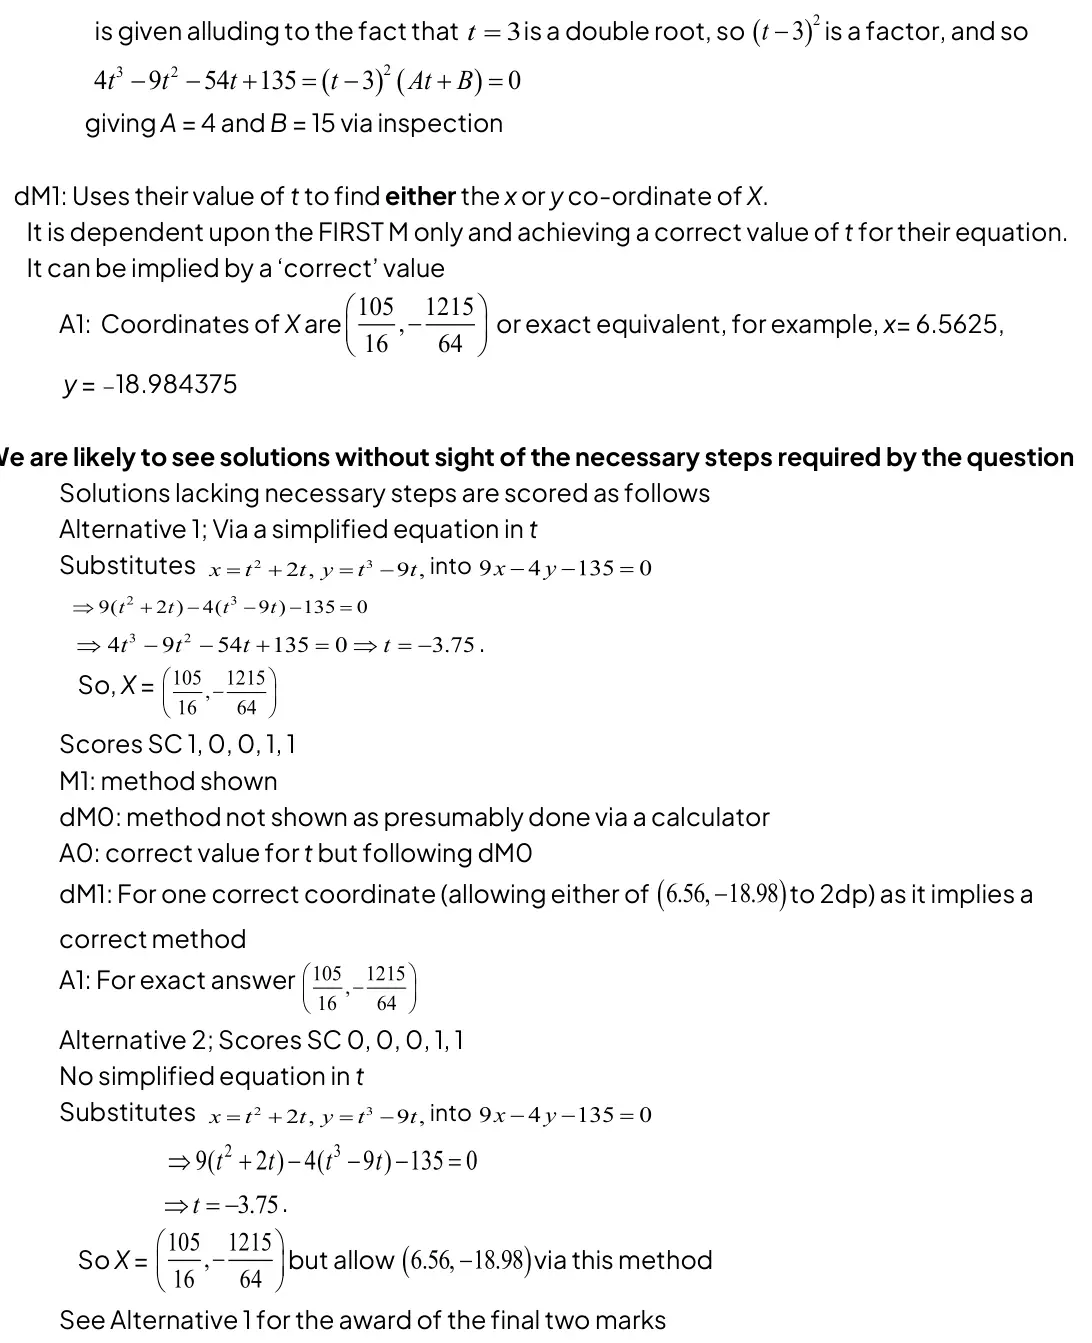 is given alluding to the fact that t = 3 is a double root, so (t − 3)² is a factor, and so
4t³ − 9t² − 54t + 135 = (t − 3)² (At + B) = 0
giving A = 4 and B = 15 via inspection
dM1: Uses their value of t to find either the x or y co-ordinate of X.
It is dependent upon the FIRST M only and achieving a correct value of t for their equation.
It can be implied by a ‘correct’ value
A1: Coordinates of X are (105/16, −1215/64) or exact equivalent, for example, x= 6.5625,
y = −18.984375
We are likely to see solutions without sight of the necessary steps required by the question
Solutions lacking necessary steps are scored as follows
Alternative 1; Via a simplified equation in t
Substitutes x = t² + 2t, y = t³ − 9t, into 9x − 4y − 135 = 0
⇒ 9(t² + 2t) − 4(t³ − 9t) − 135 = 0
⇒ 4t³ − 9t² − 54t + 135 = 0 ⇒ t = −3.75 .
So, X = (105/16, −1215/64)
Scores SC 1, 0, 0, 1, 1
M1: method shown
dM0: method not shown as presumably done via a calculator
A0: correct value for t but following dM0
dM1: For one correct coordinate (allowing either of (6.56, −18.98) to 2dp) as it implies a
correct method
A1: For exact answer (105/16, −1215/64)
Alternative 2; Scores SC 0, 0, 0, 1, 1
No simplified equation in t
Substitutes x = t² + 2t, y = t³ − 9t, into 9x − 4y − 135 = 0
⇒ 9(t² + 2t) − 4(t³ − 9t) − 135 = 0
⇒ t = −3.75 .
So X = (105/16, −1215/64) but allow (6.56, −18.98) via this method
See Alternative 1 for the award of the final two marks